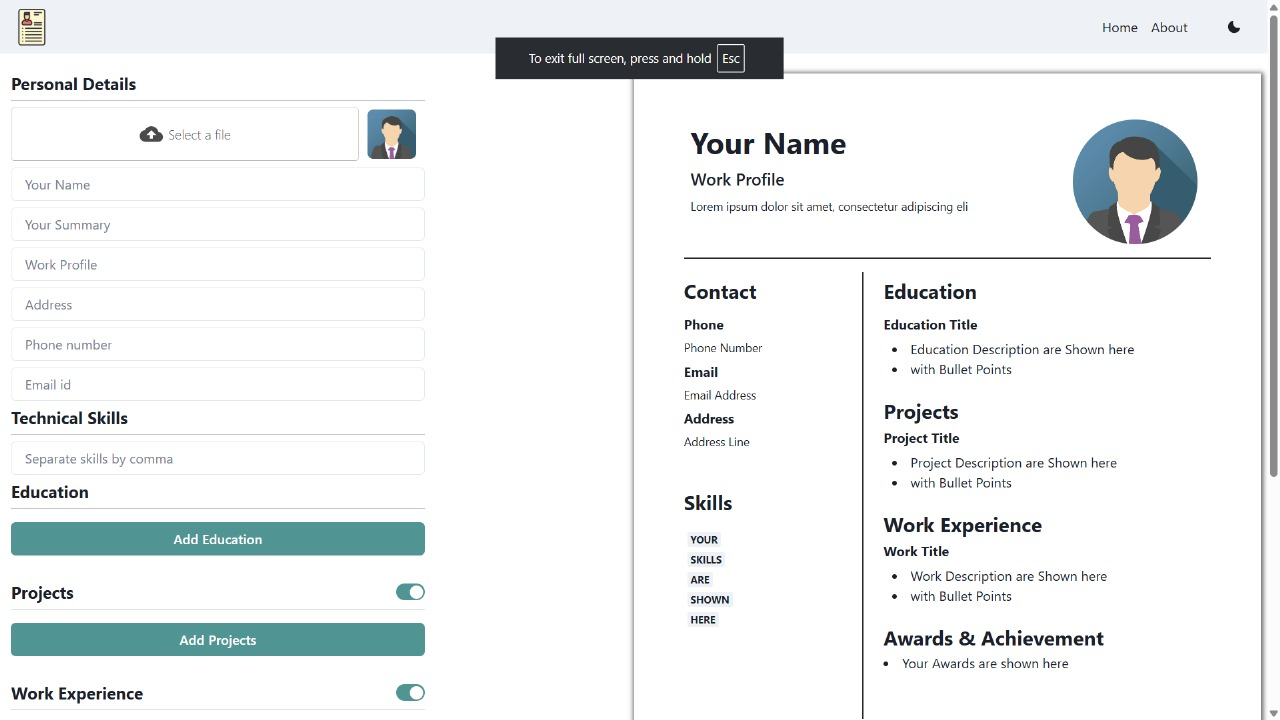 Home About
To exit full screen, press and hold Esc
Personal Details
Select a file
Your Name
Your Summary
Work Profile
Address
Phone number
Email id
Technical Skills
Separate skills by comma
Education
Add Education
Projects
Add Projects
Work Experience
Your Name
Work Profile
Lorem ipsum dolor sit amet, consectetur adipiscing eli
Contact
Phone
Phone Number
Email
Email Address
Address
Address Line
Skills
YOUR
SKILLS
ARE
SHOWN
HERE
Education
Education Title
• Education Description are Shown here
• with Bullet Points
Projects
Project Title
• Project Description are Shown here
• with Bullet Points
Work Experience
Work Title
• Work Description are Shown here
• with Bullet Points
Awards & Achievement
• Your Awards are shown here